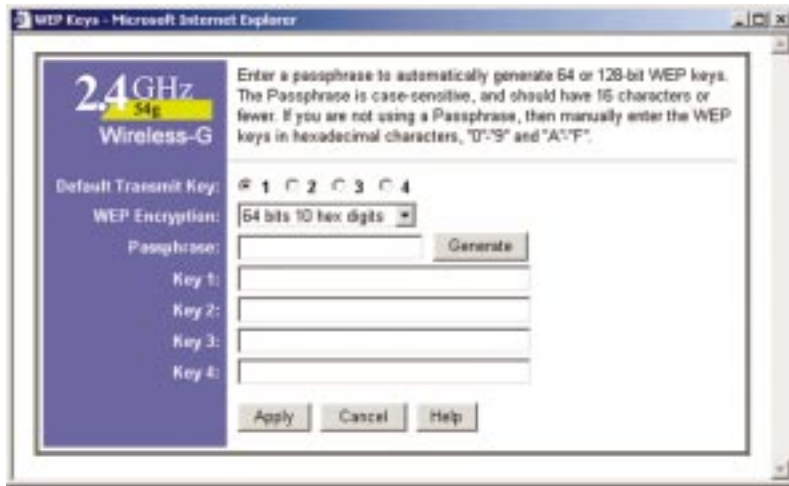 WEP Keys - Microsoft Internet Explorer
2.4 GHz
54g
Wireless-G
Enter a passphrase to automatically generate 64 or 128-bit WEP keys.
The Passphrase is case-sensitive, and should have 16 characters or
fewer. If you are not using a Passphrase, then manually enter the WEP
keys in hexadecimal characters, "0"-"9" and "A"-"F".
Default Transmit Key: 1 2 3 4
WEP Encryption: 64 bits 10 hex digits
Passphrase: Generate
Key 1:
Key 2:
Key 3:
Key 4:
Apply Cancel Help